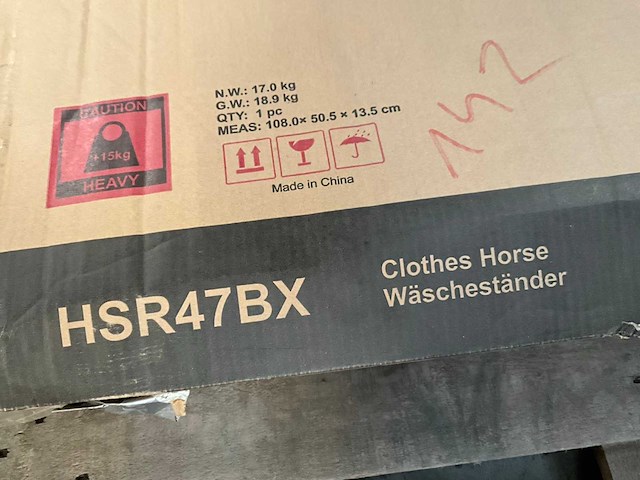 CAUTION
+15kg
HEAVY
N.W.: 17.0 kg
G.W.: 18.9 kg
QTY: 1 pc
MEAS: 108.0× 50.5 × 13.5 cm
Made in China
142
HSR47BX
Clothes Horse
Wäscheständer